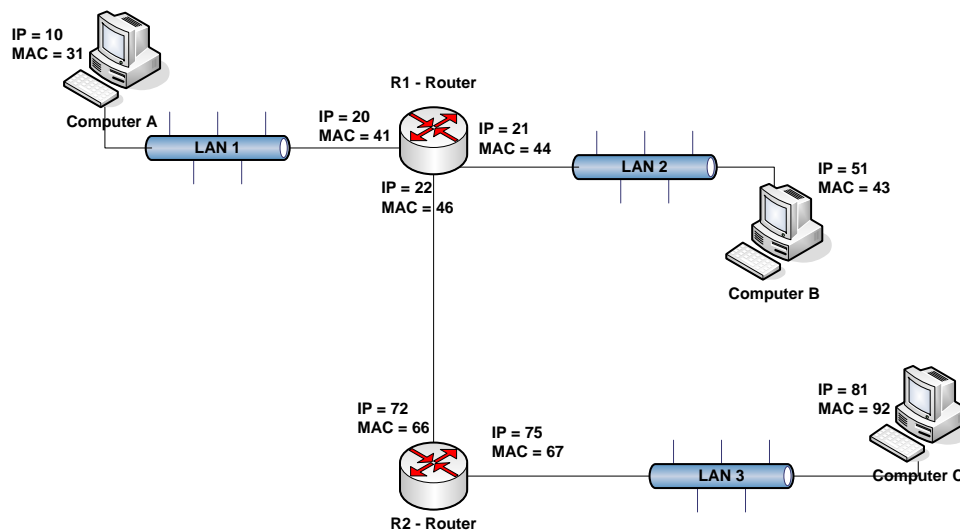 IP = 10
MAC = 31
Computer A
LAN 1
IP = 20
MAC = 41
R1 - Router
IP = 21
MAC = 44
IP = 22
MAC = 46
LAN 2
IP = 51
MAC = 43
Computer B
IP = 72
MAC = 66
IP = 75
MAC = 67
R2 - Router
LAN 3
IP = 81
MAC = 92
Computer C